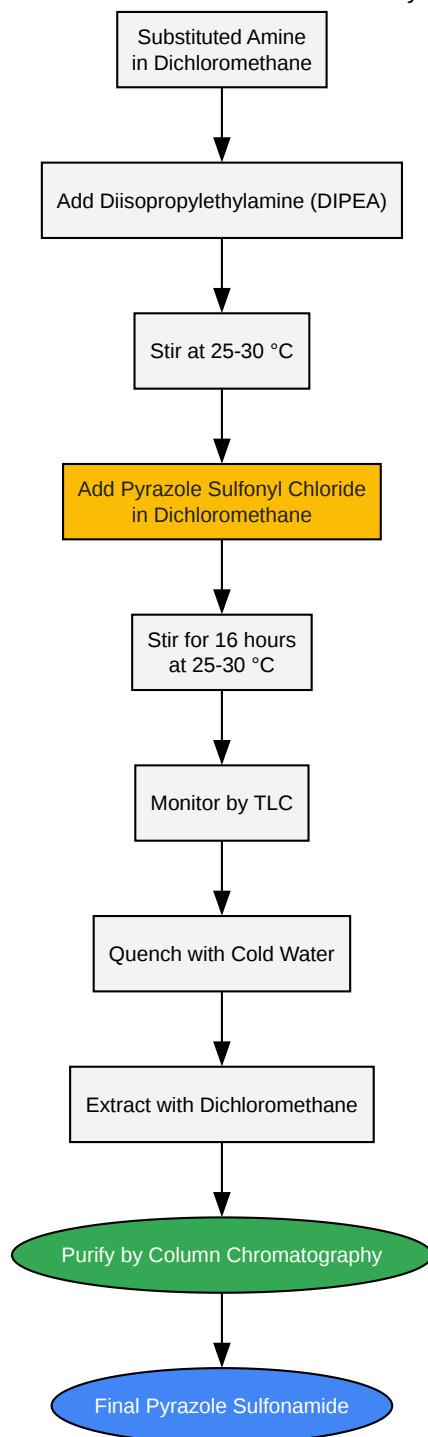 Substituted Amine
in Dichloromethane
Add Diisopropylethylamine (DIPEA)
Stir at 25-30 °C
Add Pyrazole Sulfonyl Chloride
in Dichloromethane
Stir for 16 hours
at 25-30 °C
Monitor by TLC
Quench with Cold Water
Extract with Dichloromethane
Purify by Column Chromatography
Final Pyrazole Sulfonamide